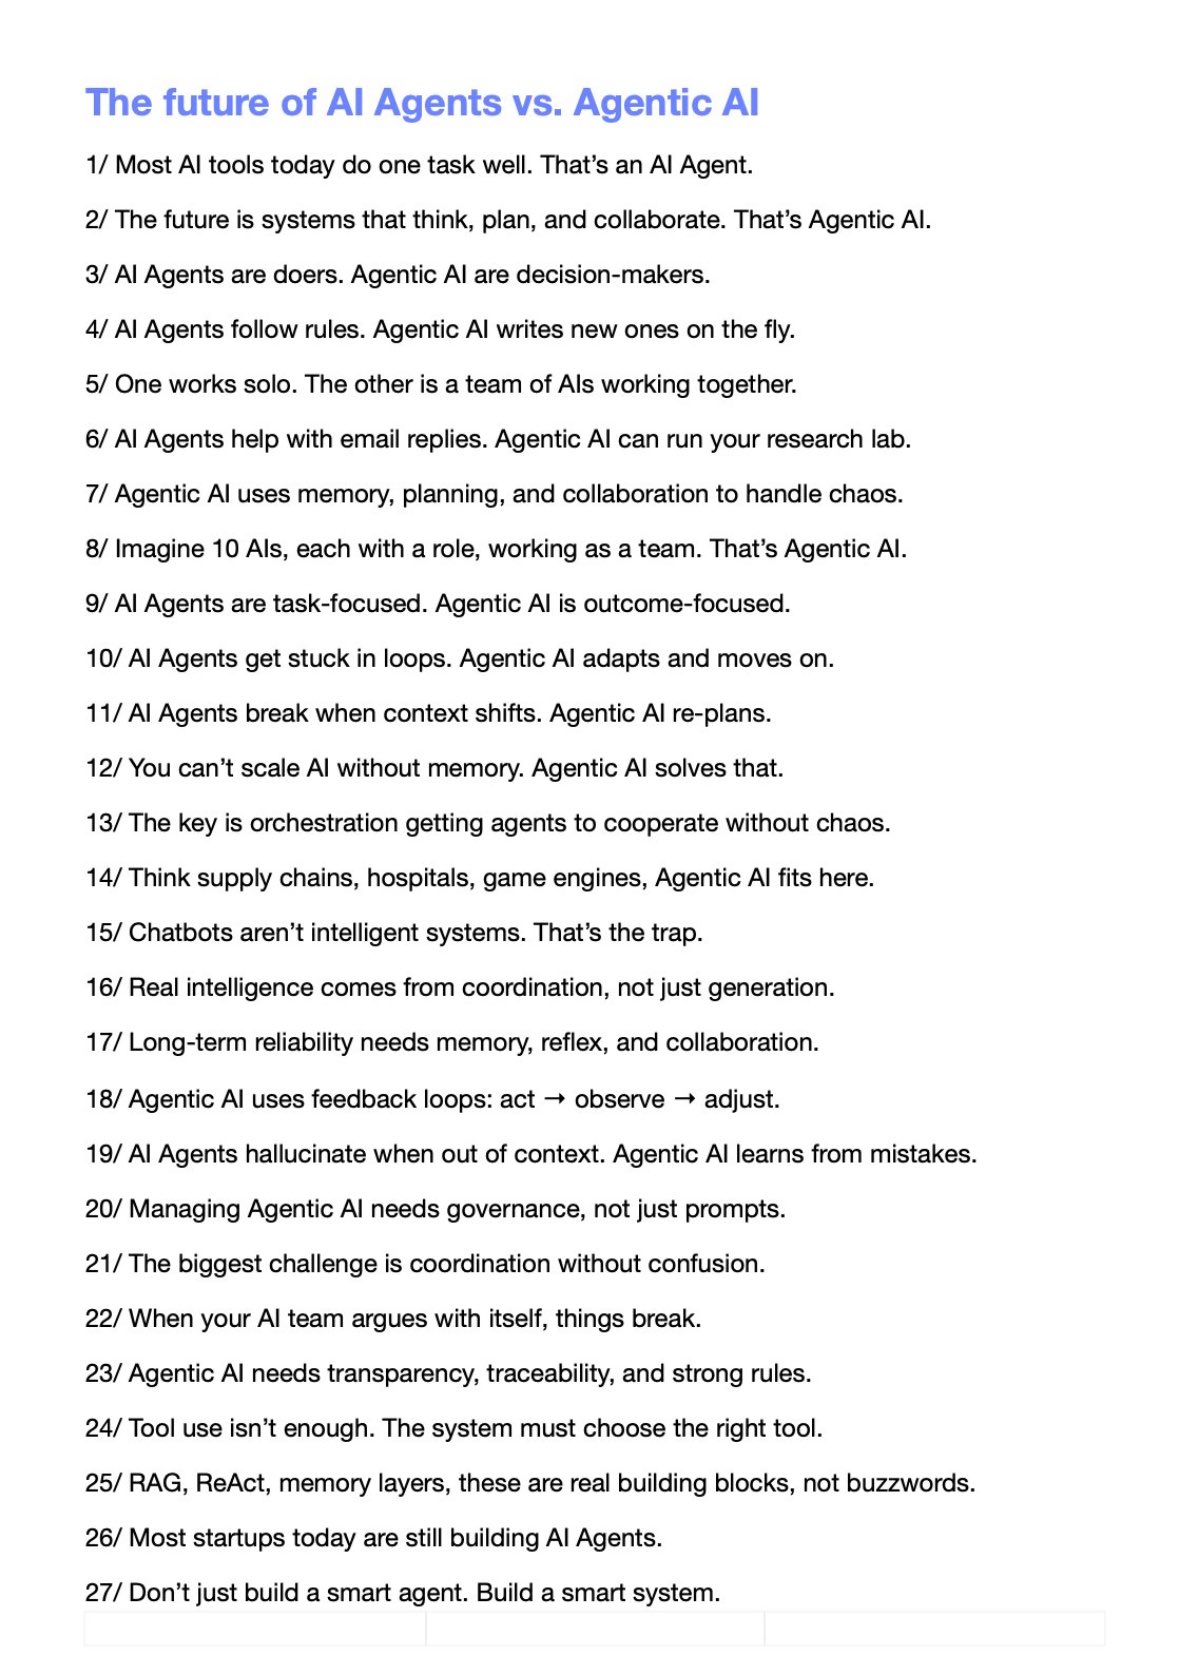 The future of AI Agents vs. Agentic AI
1/ Most AI tools today do one task well. That’s an AI Agent.
2/ The future is systems that think, plan, and collaborate. That’s Agentic AI.
3/ AI Agents are doers. Agentic AI are decision-makers.
4/ AI Agents follow rules. Agentic AI writes new ones on the fly.
5/ One works solo. The other is a team of AIs working together.
6/ AI Agents help with email replies. Agentic AI can run your research lab.
7/ Agentic AI uses memory, planning, and collaboration to handle chaos.
8/ Imagine 10 AIs, each with a role, working as a team. That’s Agentic AI.
9/ AI Agents are task-focused. Agentic AI is outcome-focused.
10/ AI Agents get stuck in loops. Agentic AI adapts and moves on.
11/ AI Agents break when context shifts. Agentic AI re-plans.
12/ You can’t scale AI without memory. Agentic AI solves that.
13/ The key is orchestration getting agents to cooperate without chaos.
14/ Think supply chains, hospitals, game engines, Agentic AI fits here.
15/ Chatbots aren’t intelligent systems. That’s the trap.
16/ Real intelligence comes from coordination, not just generation.
17/ Long-term reliability needs memory, reflex, and collaboration.
18/ Agentic AI uses feedback loops: act → observe → adjust.
19/ AI Agents hallucinate when out of context. Agentic AI learns from mistakes.
20/ Managing Agentic AI needs governance, not just prompts.
21/ The biggest challenge is coordination without confusion.
22/ When your AI team argues with itself, things break.
23/ Agentic AI needs transparency, traceability, and strong rules.
24/ Tool use isn’t enough. The system must choose the right tool.
25/ RAG, ReAct, memory layers, these are real building blocks, not buzzwords.
26/ Most startups today are still building AI Agents.
27/ Don’t just build a smart agent. Build a smart system.